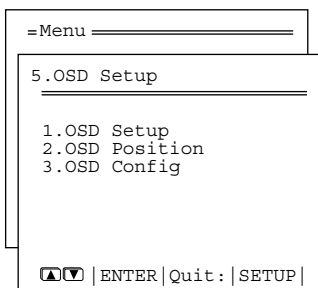 =Menu
5.OSD Setup
1.OSD Setup
2.OSD Position
3.OSD Config
▲▼ |ENTER|Quit:|SETUP|